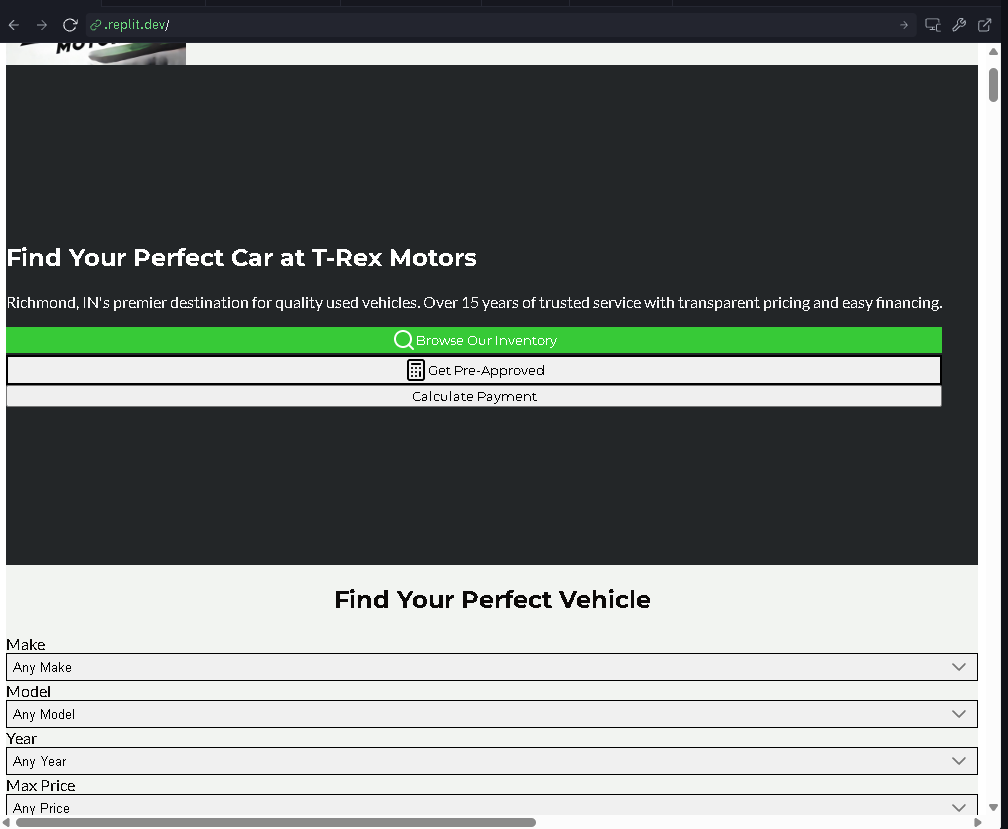 .replit.dev/
Find Your Perfect Car at T-Rex Motors
Richmond, IN's premier destination for quality used vehicles. Over 15 years of trusted service with transparent pricing and easy financing.
Browse Our Inventory
Get Pre-Approved
Calculate Payment
Find Your Perfect Vehicle
Make
Any Make
Model
Any Model
Year
Any Year
Max Price
Any Price